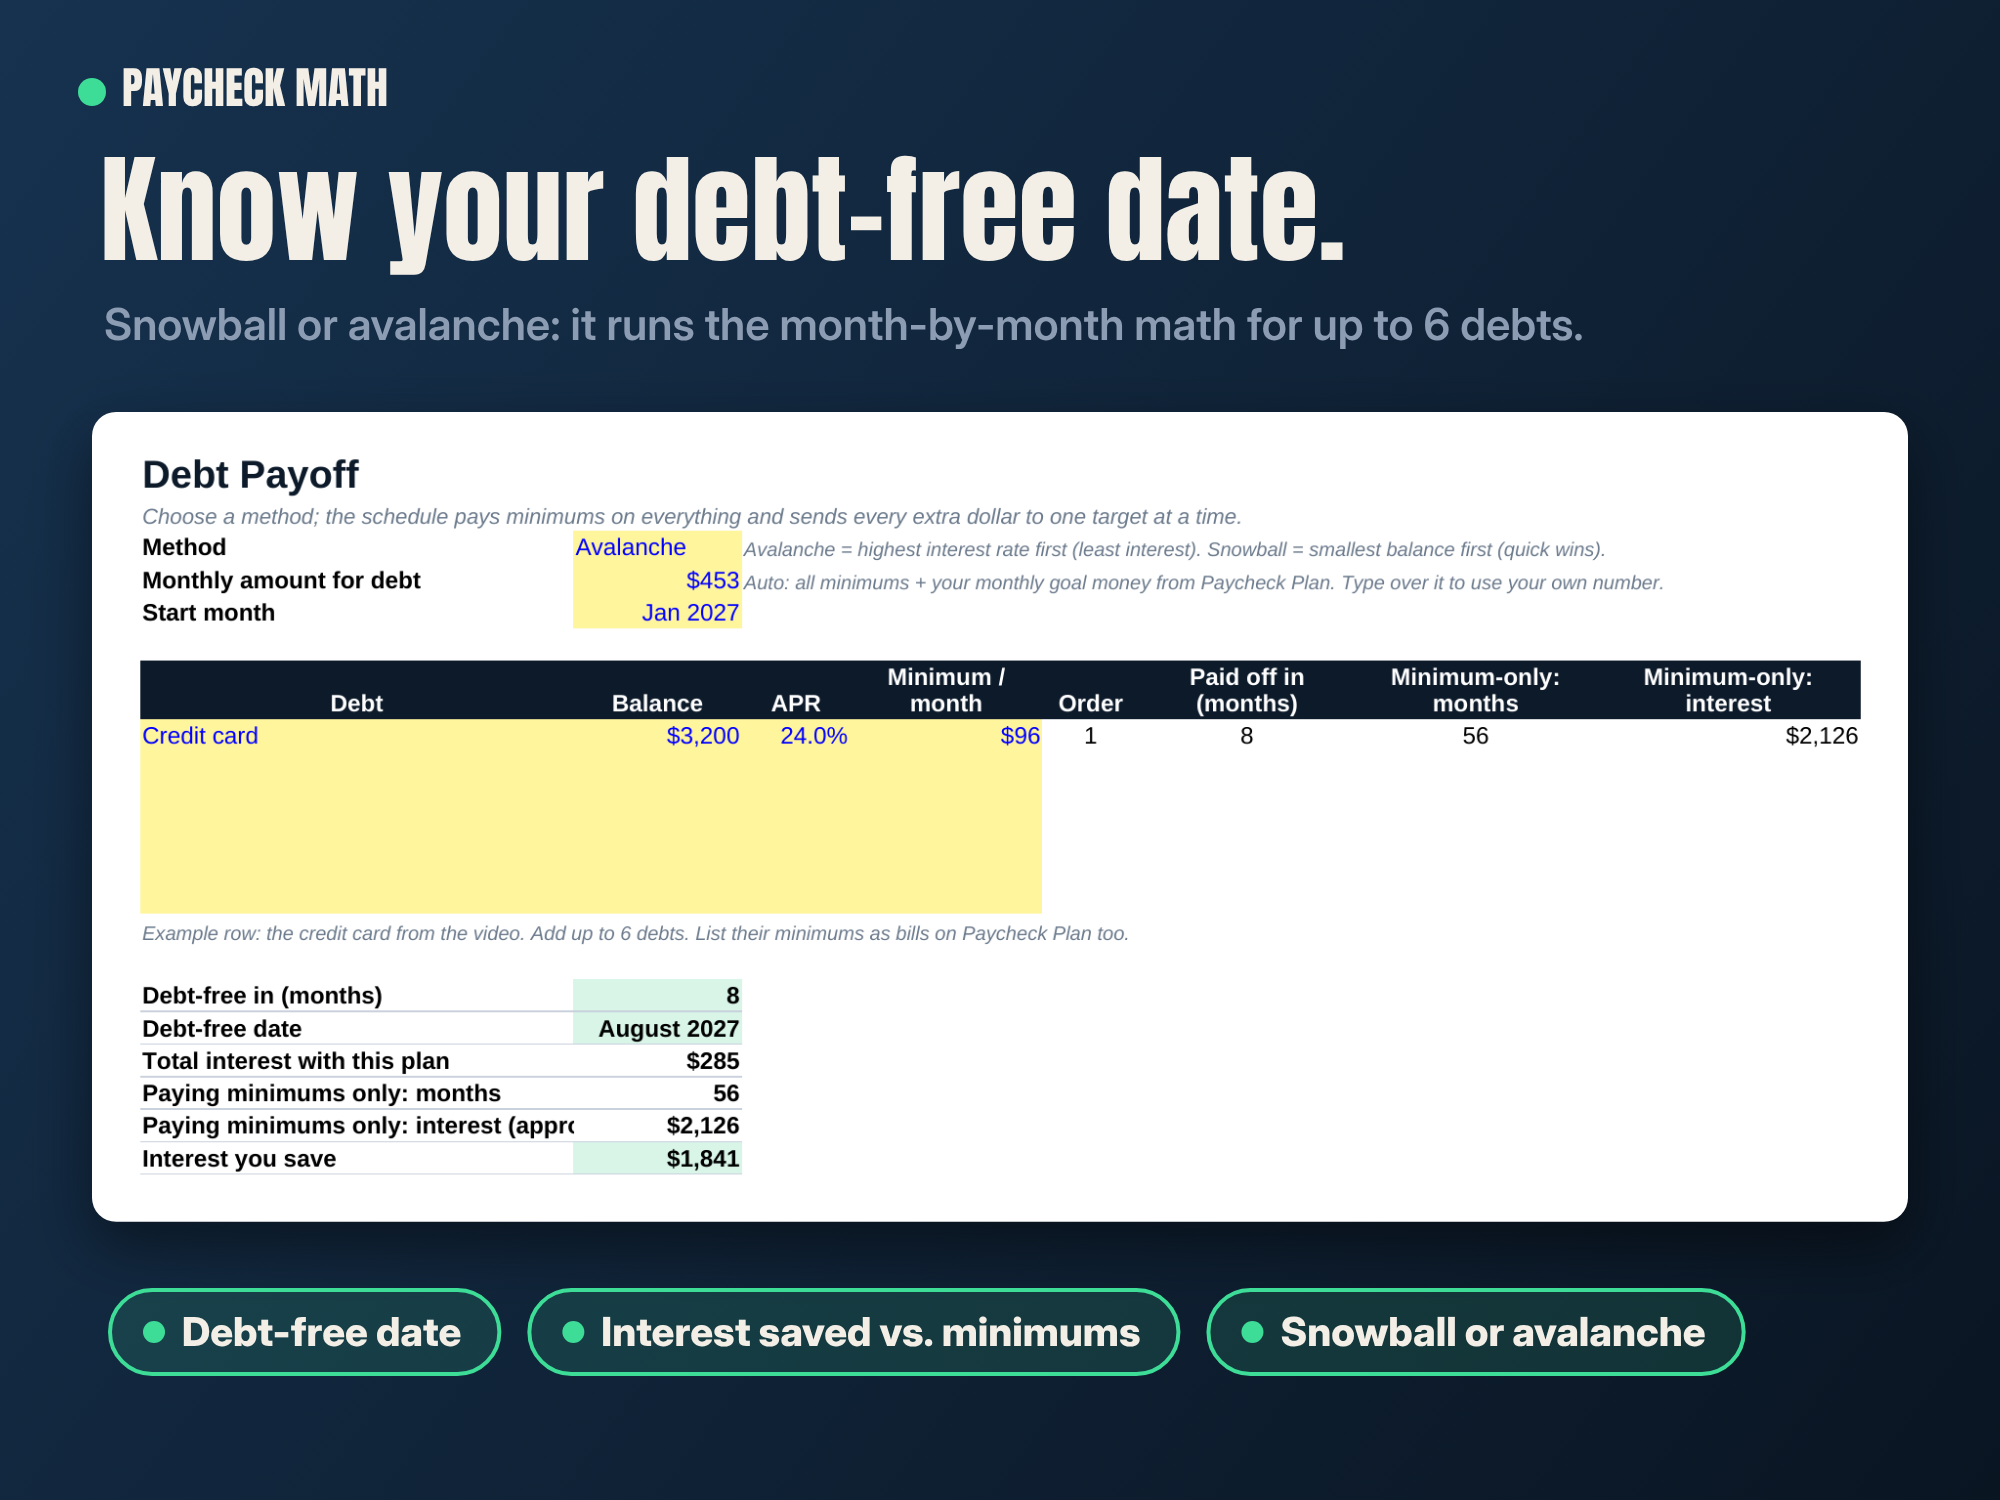 PAYCHECK MATH
Know your debt-free date.
Snowball or avalanche: it runs the month-by-month math for up to 6 debts.
Debt Payoff
Choose a method; the schedule pays minimums on everything and sends every extra dollar to one target at a time.
Method Avalanche Avalanche = highest interest rate first (least interest). Snowball = smallest balance first (quick wins).
Monthly amount for debt $453 Auto: all minimums + your monthly goal money from Paycheck Plan. Type over it to use your own number.
Start month Jan 2027
Debt Balance APR Minimum / month Order Paid off in (months) Minimum-only: months Minimum-only: interest
Credit card $3,200 24.0% $96 1 8 56 $2,126
Example row: the credit card from the video. Add up to 6 debts. List their minimums as bills on Paycheck Plan too.
Debt-free in (months) 8
Debt-free date August 2027
Total interest with this plan $285
Paying minimums only: months 56
Paying minimums only: interest (appro $2,126
Interest you save $1,841
Debt-free date
Interest saved vs. minimums
Snowball or avalanche